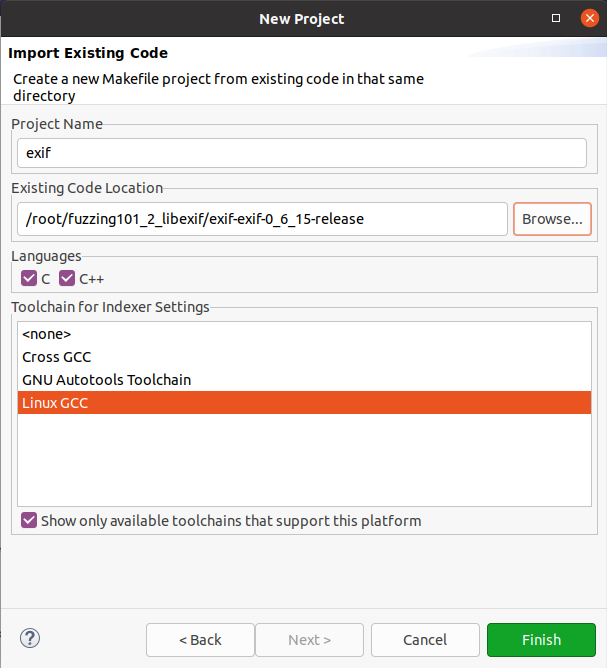 New Project
Import Existing Code
Create a new Makefile project from existing code in that same
directory
Project Name
exif
Existing Code Location
/root/fuzzing101_2_libexif/exif-exif-0_6_15-release
Browse...
Languages
C
C++
Toolchain for Indexer Settings
<none>
Cross GCC
GNU Autotools Toolchain
Linux GCC
Show only available toolchains that support this platform
?
< Back
Next >
Cancel
Finish